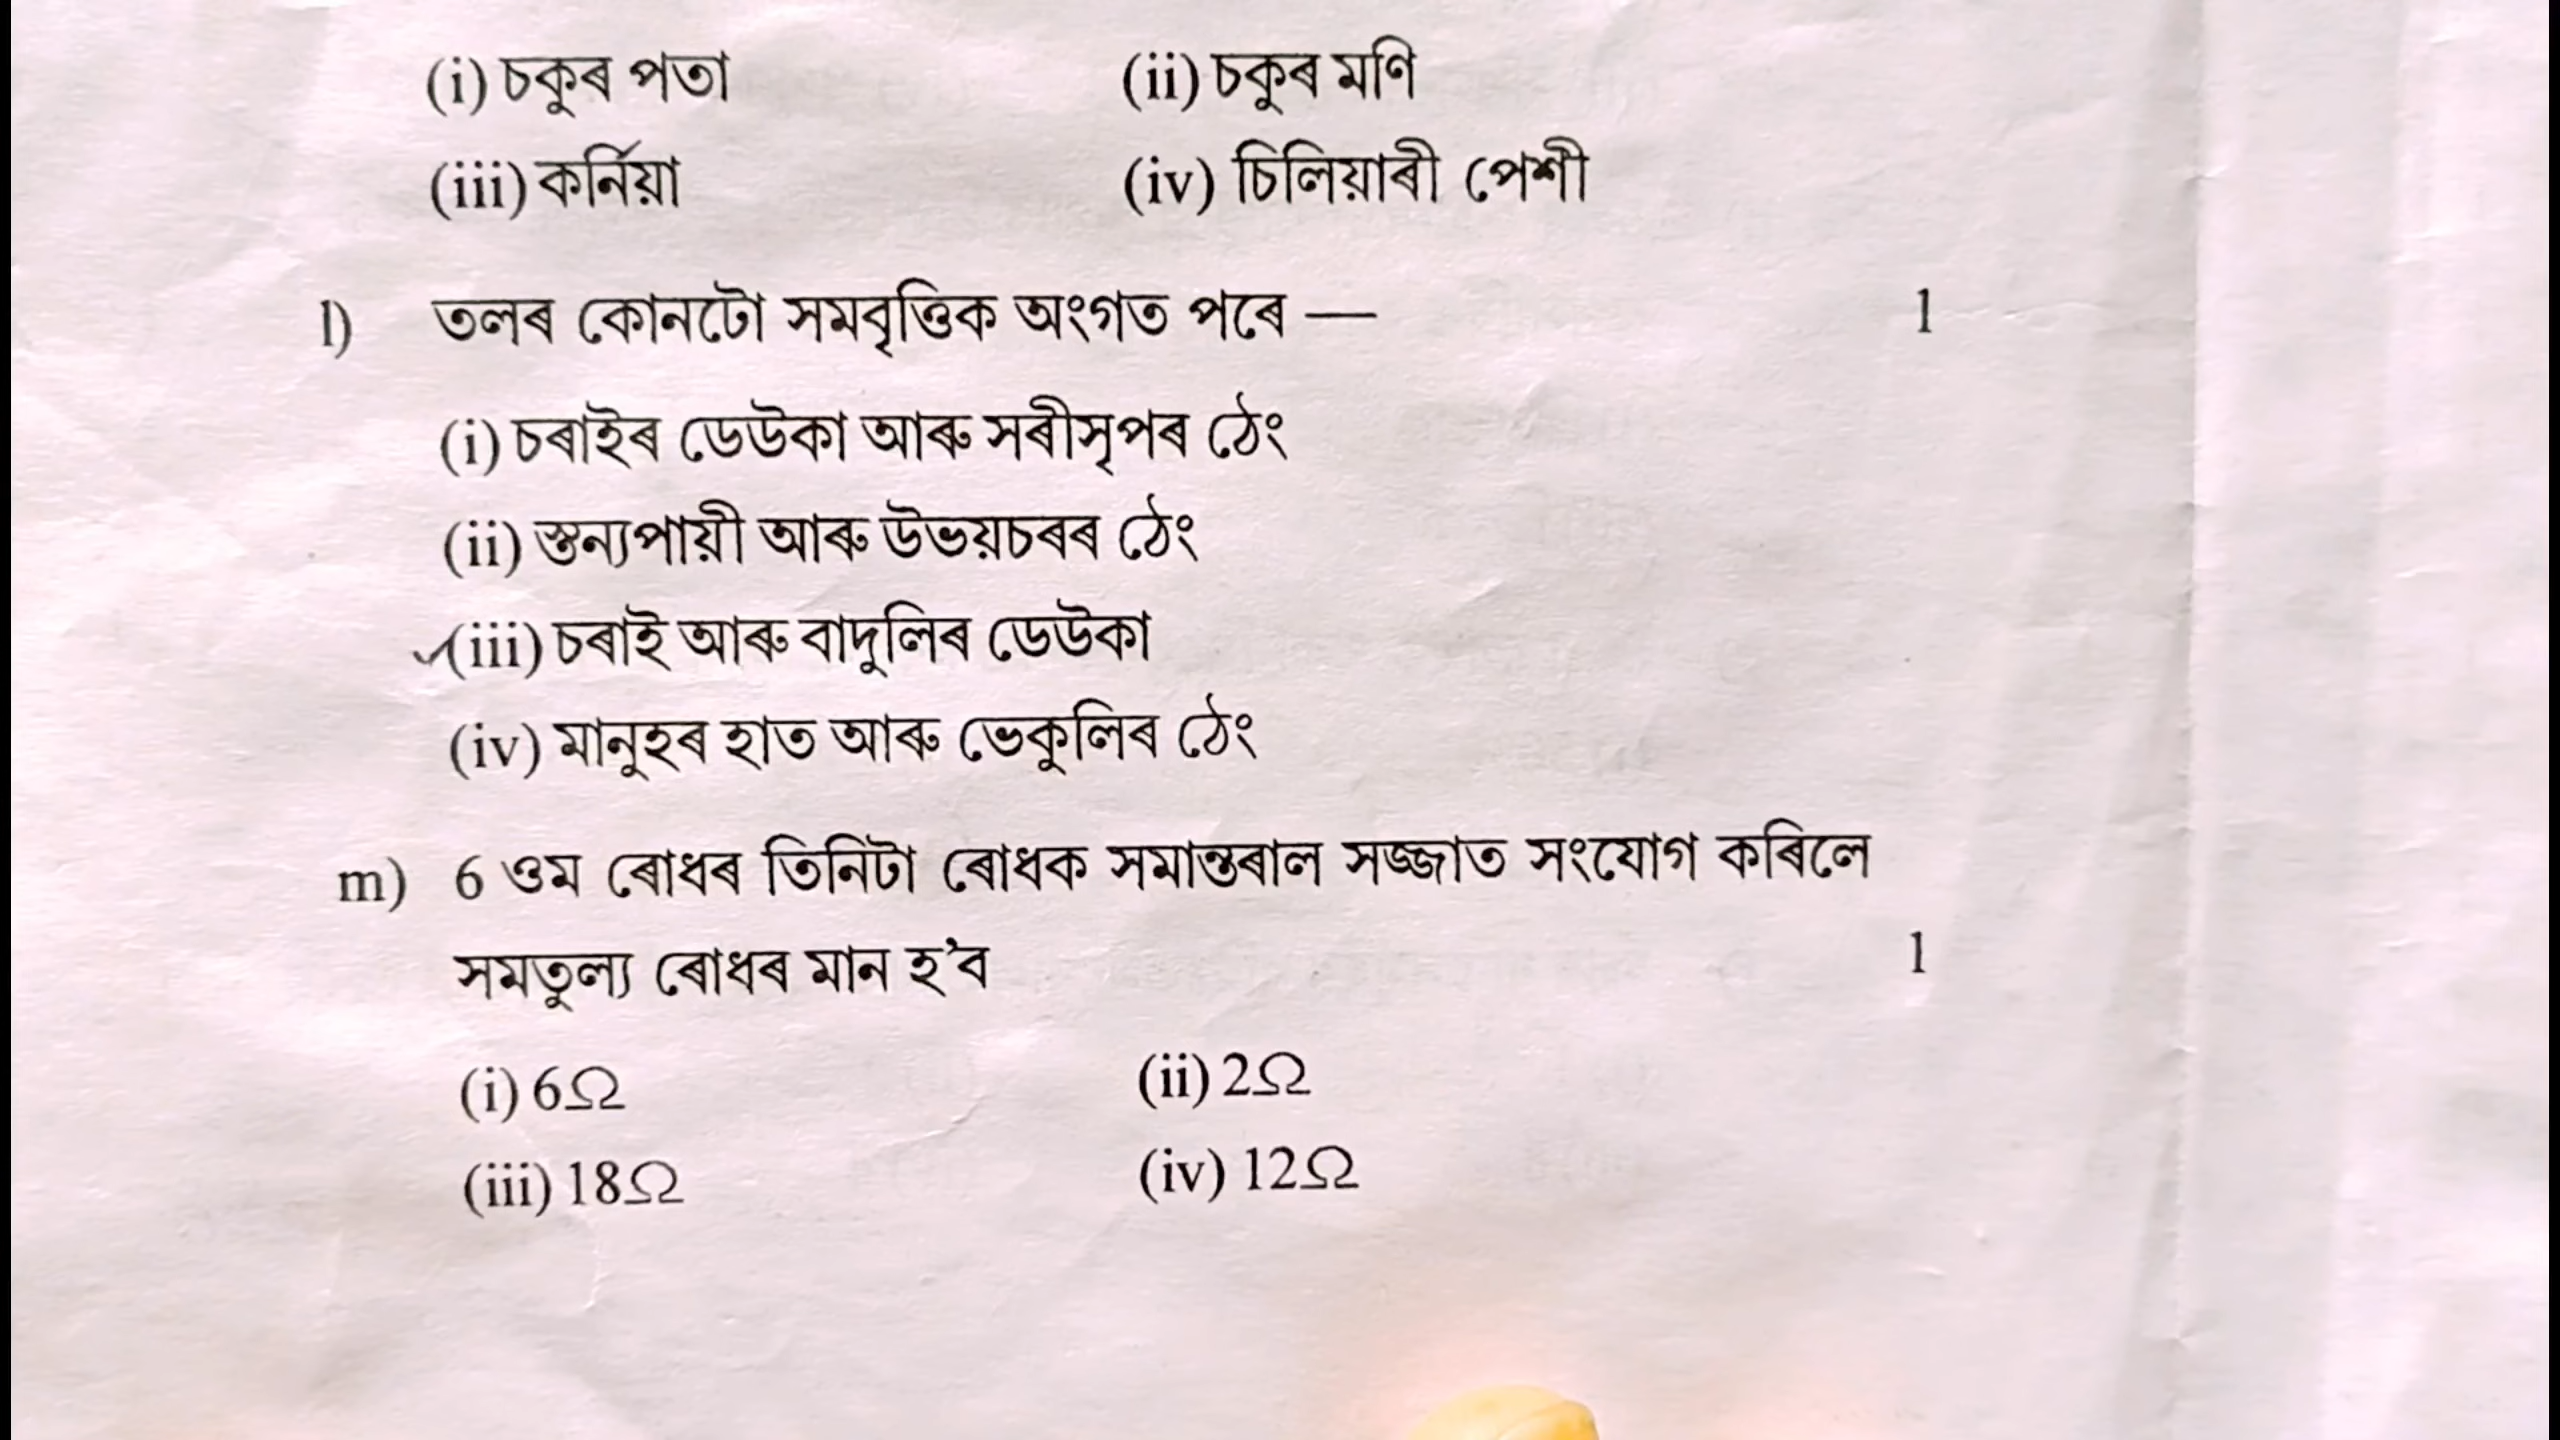 (i) চকুৰ পতা (ii) চকুৰ মণি
(iii) কৰ্নিয়া (iv) চিলিয়াৰী পেশী
l) তলৰ কোনটো সমবৃত্তিক অংগত পৰে — 1
(i) চৰাইৰ ডেউকা আৰু সৰীসৃপৰ ঠেং
(ii) স্তন্যপায়ী আৰু উভয়চৰৰ ঠেং
(iii) চৰাই আৰু বাদুলিৰ ডেউকা
(iv) মানুহৰ হাত আৰু ভেকুলিৰ ঠেং
m) 6 ওম ৰোধৰ তিনিটা ৰোধক সমান্তৰাল সজ্জাত সংযোগ কৰিলে
সমতুল্য ৰোধৰ মান হ'ব 1
(i) 6Ω (ii) 2Ω
(iii) 18Ω (iv) 12Ω